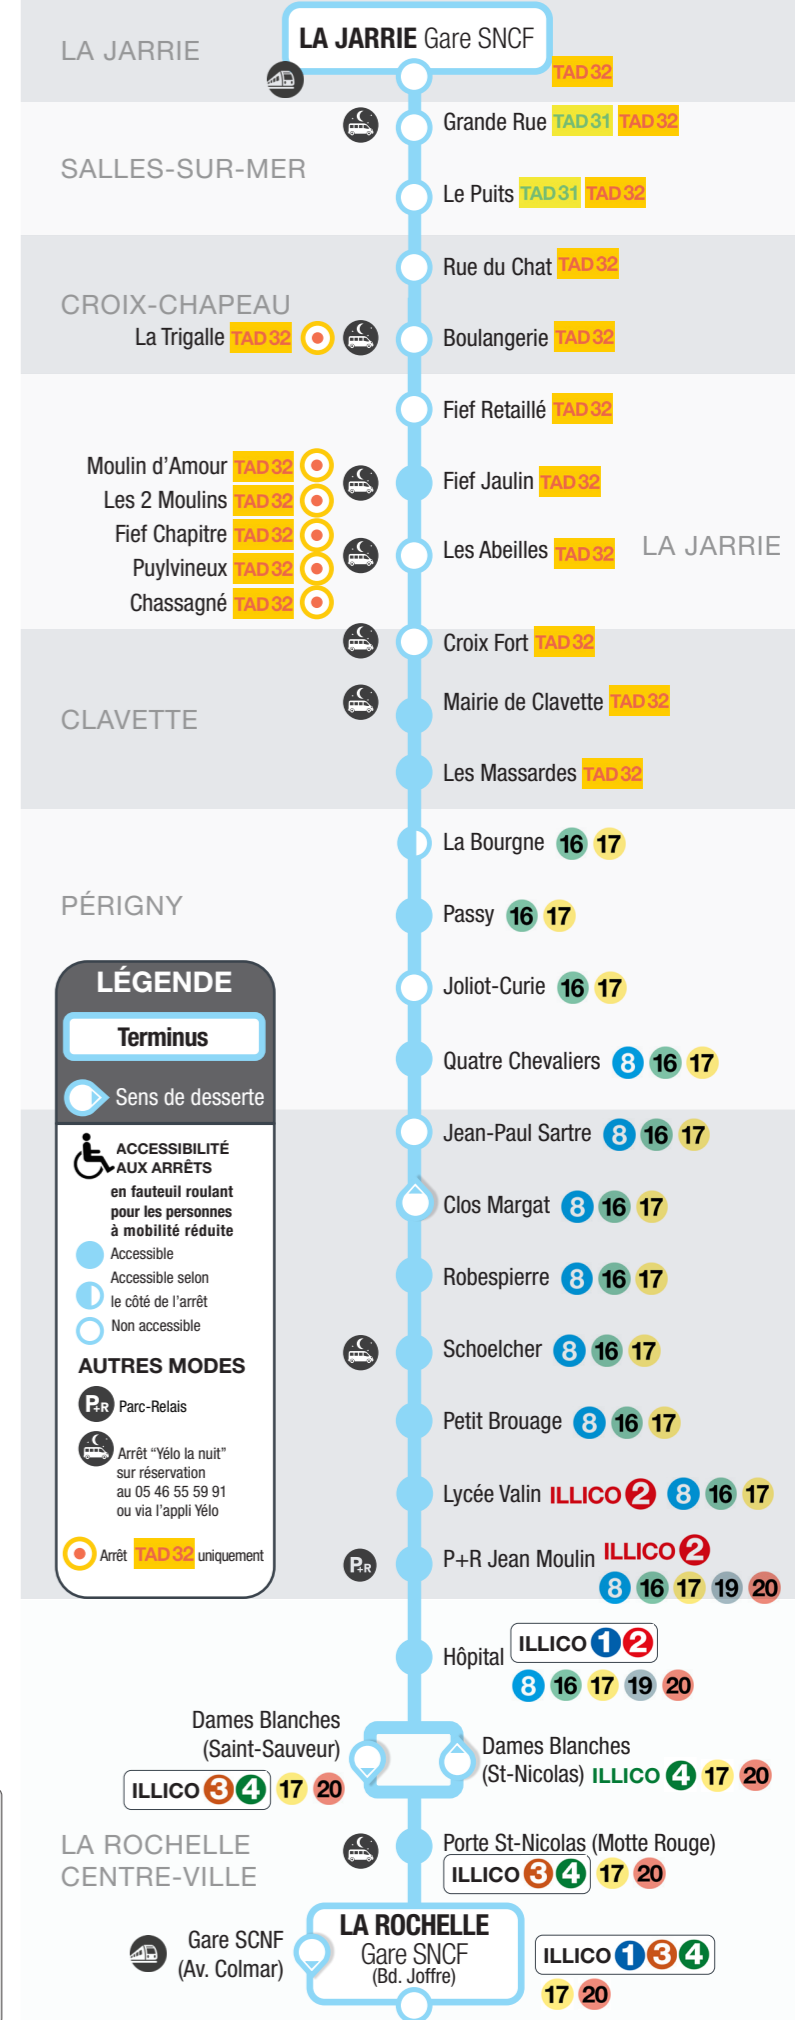 LA JARRIE
LA JARRIE Gare SNCF
TAD 32
Grande Rue TAD 31 TAD 32
SALLES-SUR-MER
Le Puits TAD 31 TAD 32
Rue du Chat TAD 32
CROIX-CHAPEAU
La Trigalle TAD 32
Boulangerie TAD 32
Fief Retaillé TAD 32
Moulin d'Amour TAD 32
Les 2 Moulins TAD 32
Fief Chapitre TAD 32
Puylvineux TAD 32
Chassagné TAD 32
Fief Jaulin TAD 32
Les Abeilles TAD 32
LA JARRIE
Croix Fort TAD 32
CLAVETTE
Mairie de Clavette TAD 32
Les Massardes TAD 32
La Bourgne 16 17
PÉRIGNY
Passy 16 17
Joliot-Curie 16 17
Quatre Chevaliers 8 16 17
Jean-Paul Sartre 8 16 17
Clos Margat 8 16 17
Robespierre 8 16 17
Schoelcher 8 16 17
Petit Brouage 8 16 17
Lycée Valin ILLICO 2 8 16 17
P+R
P+R Jean Moulin ILLICO 2
8 16 17 19 20
LÉGENDE
Terminus
Sens de desserte
ACCESSIBILITÉ
AUX ARRÊTS
en fauteuil roulant
pour les personnes
à mobilité réduite
Accessible
Accessible selon
le côté de l'arrêt
Non accessible
AUTRES MODES
P+R Parc-Relais
Arrêt "Yélo la nuit"
sur réservation
au 05 46 55 59 91
ou via l'appli Yélo
Arrêt TAD 32 uniquement
Hôpital ILLICO 1 2
8 16 17 19 20
Dames Blanches
(Saint-Sauveur)
ILLICO 3 4 17 20
Dames Blanches
(St-Nicolas) ILLICO 4 17 20
LA ROCHELLE
CENTRE-VILLE
Porte St-Nicolas (Motte Rouge)
ILLICO 3 4 17 20
Gare SCNF
(Av. Colmar)
LA ROCHELLE
Gare SNCF
(Bd. Joffre)
ILLICO 1 3 4
17 20